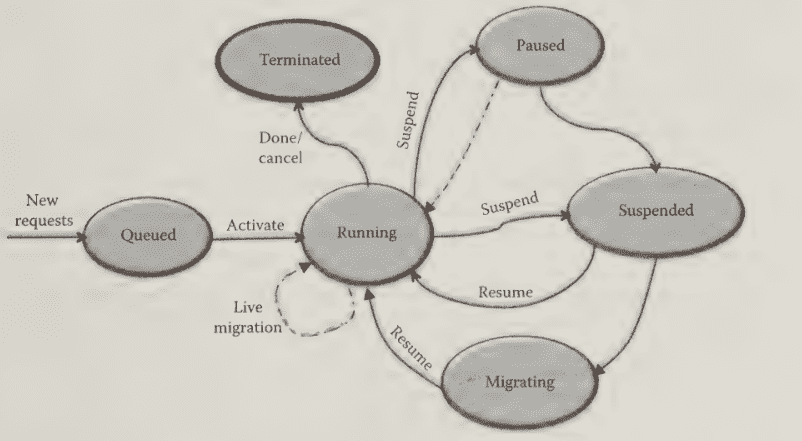 Terminated
Paused
Suspend
Done/
cancel
New
requests
Queued
Activate
Running
Suspend
Suspended
Live
migration
Resume
Resume
Migrating